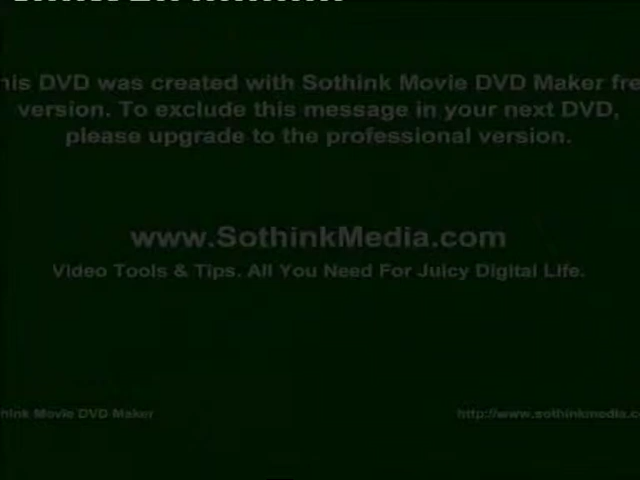 his DVD was created with Sothink Movie DVD Maker fre
version. To exclude this message in your next DVD,
please upgrade to the professional version.
www.SothinkMedia.com
Video Tools & Tips. All You Need For Juicy Digital Life.
hink Movie DVD Maker
http://www.sothinkmedia.co